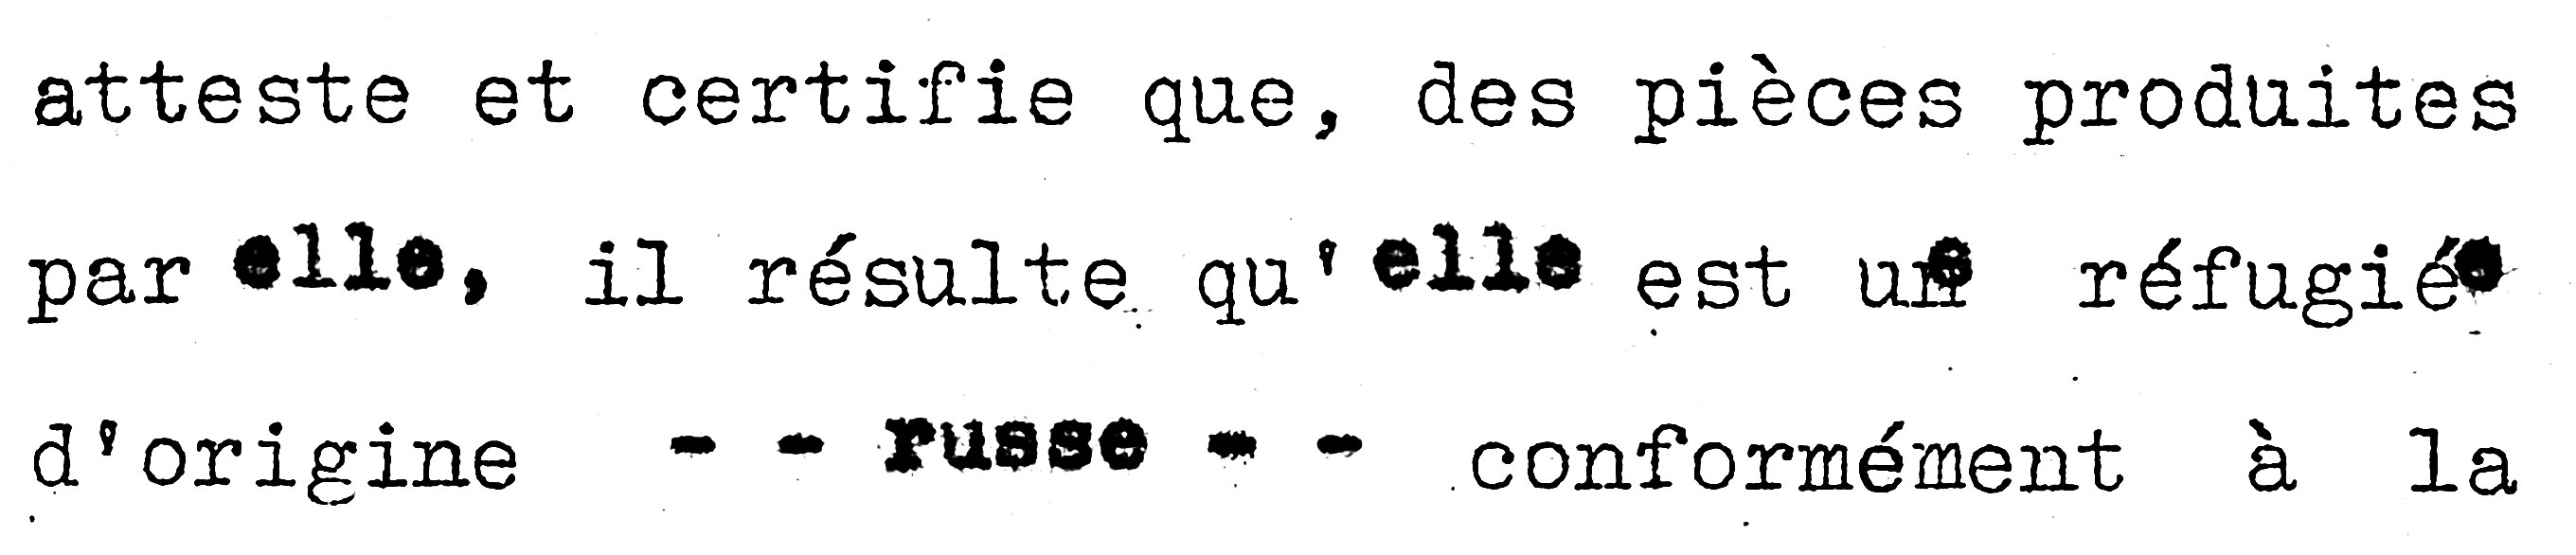 atteste et certifie que, des pièces produites
par elle, il résulte qu'elle est une réfugiée
d'origine - - russe - - conformément à la